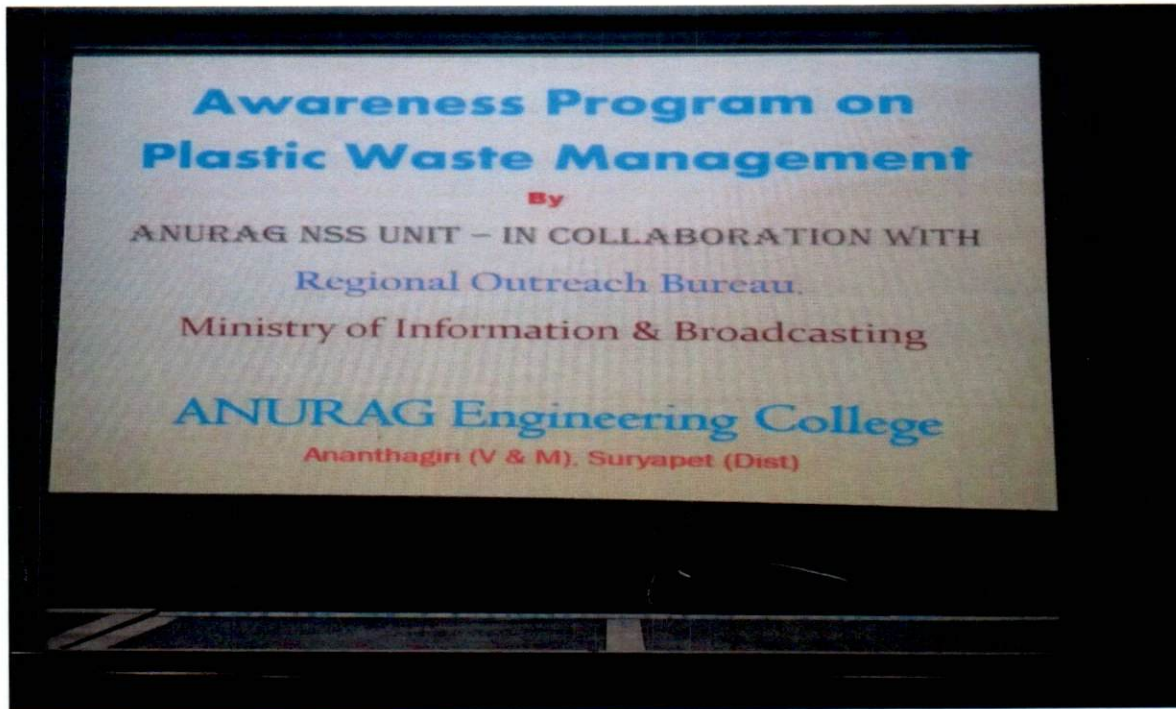 Awareness Program on
Plastic Waste Management
By
ANURAG NSS UNIT – IN COLLABORATION WITH
Regional Outreach Bureau.
Ministry of Information & Broadcasting
ANURAG Engineering College
Ananthagiri (V & M), Suryapet (Dist)